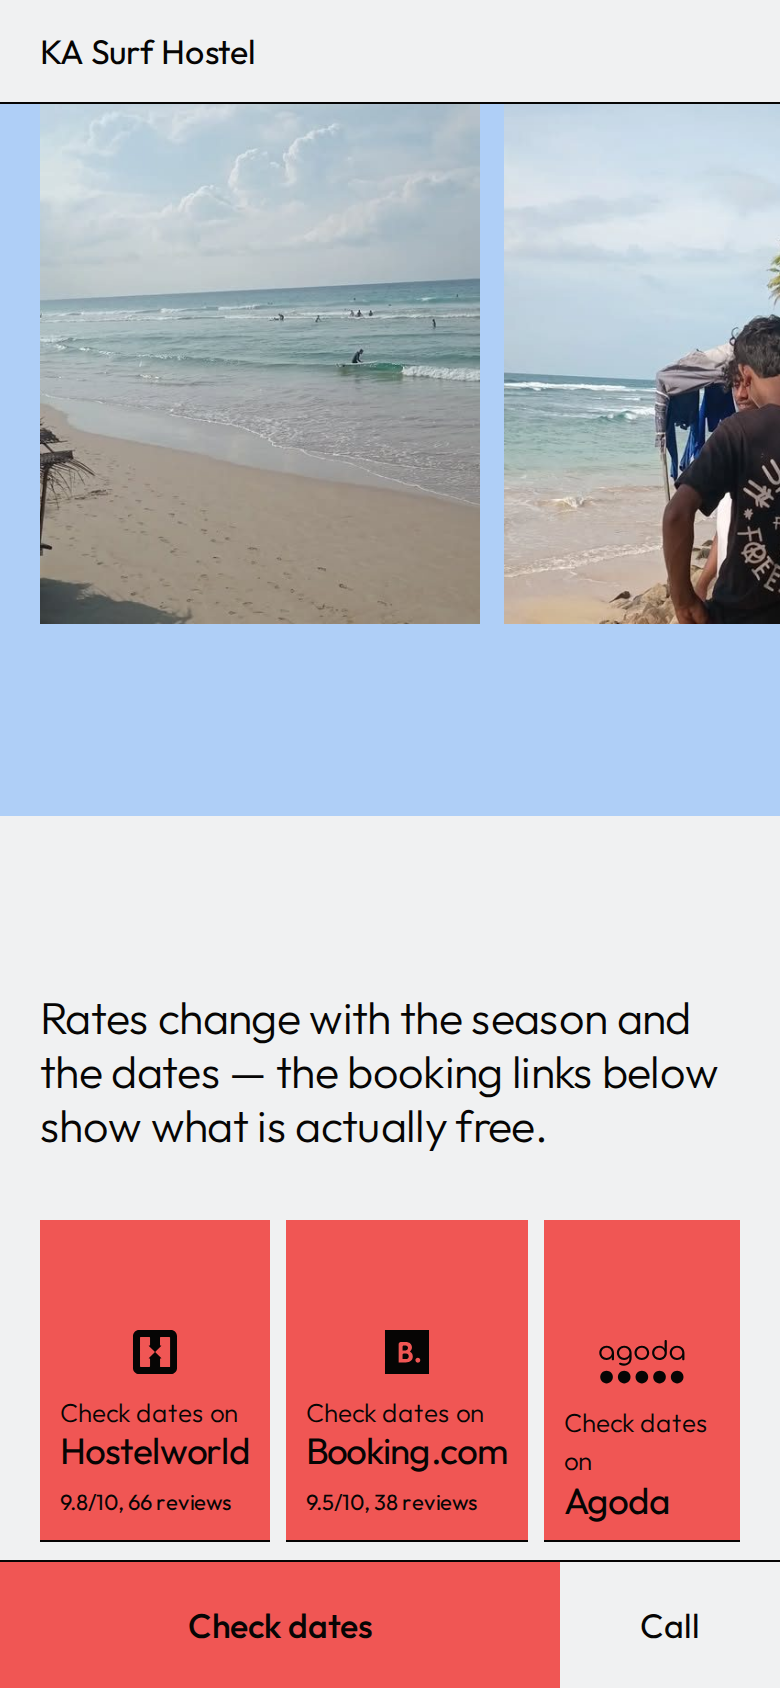 KA Surf Hostel
Rates change with the season and
the dates — the booking links below
show what is actually free.
Check dates on
Hostelworld
9.8/10, 66 reviews
B.
Check dates on
Booking.com
9.5/10, 38 reviews
agoda
Check dates
on
Agoda
Check dates
Call